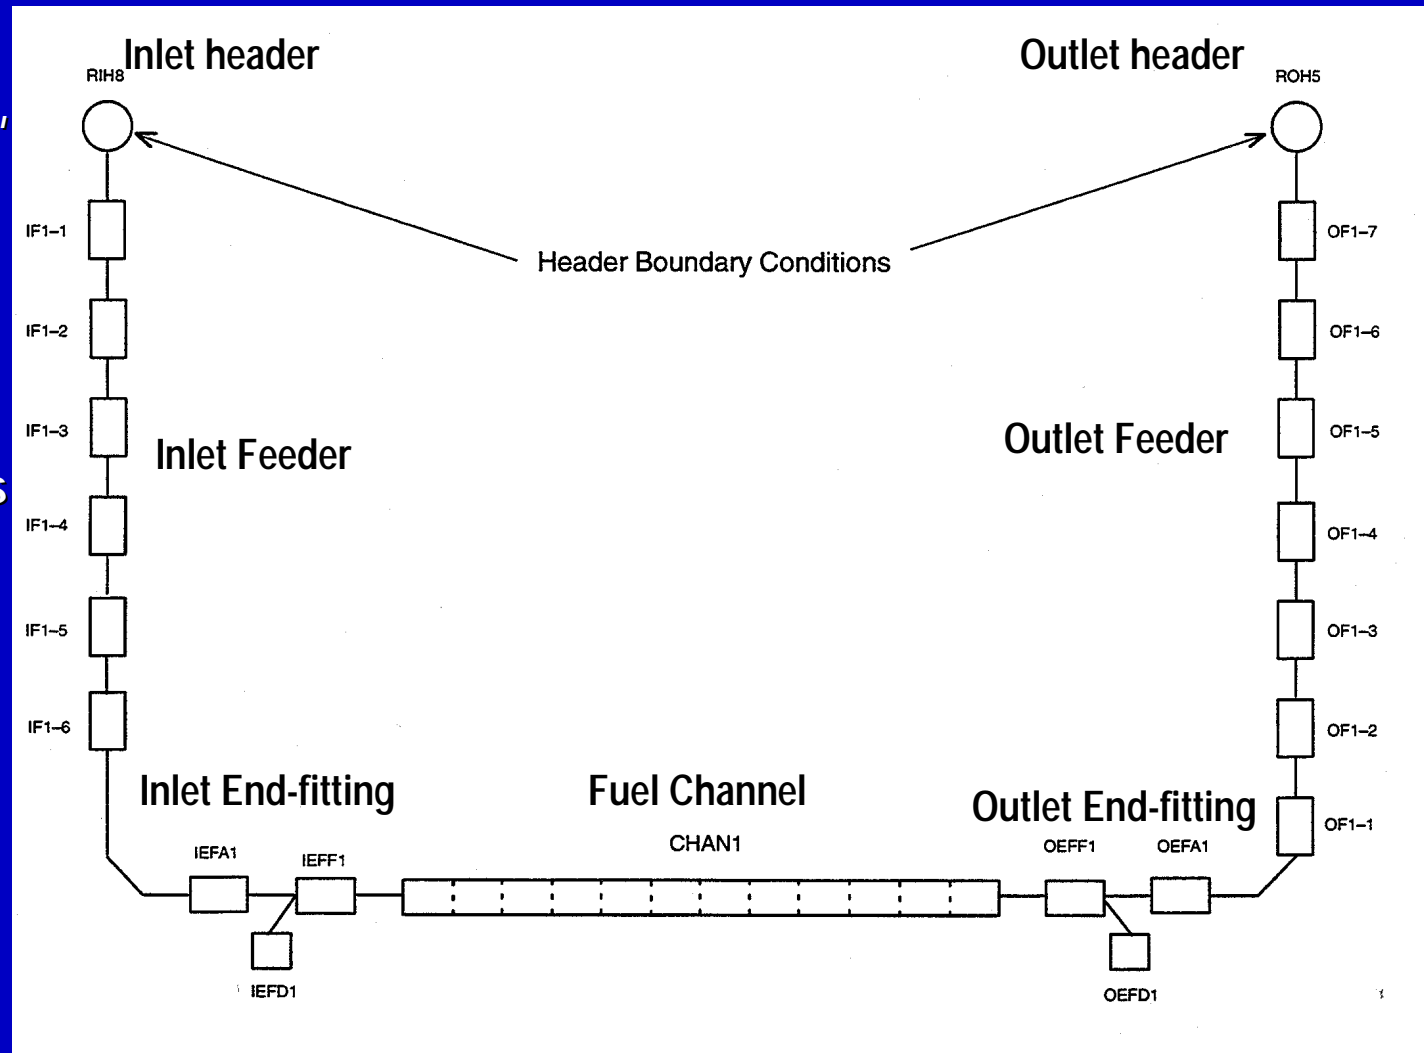 Inlet header
Outlet header
RIH8
ROH5
IF1–1
OF1–7
Header Boundary Conditions
IF1–2
OF1–6
IF1–3
OF1–5
Inlet Feeder
Outlet Feeder
IF1–4
OF1–4
IF1–5
OF1–3
IF1–6
OF1–2
Inlet End-fitting
Fuel Channel
Outlet End-fitting
OF1–1
CHAN1
IEFA1
IEFF1
OEFF1
OEFA1
IEFD1
OEFD1